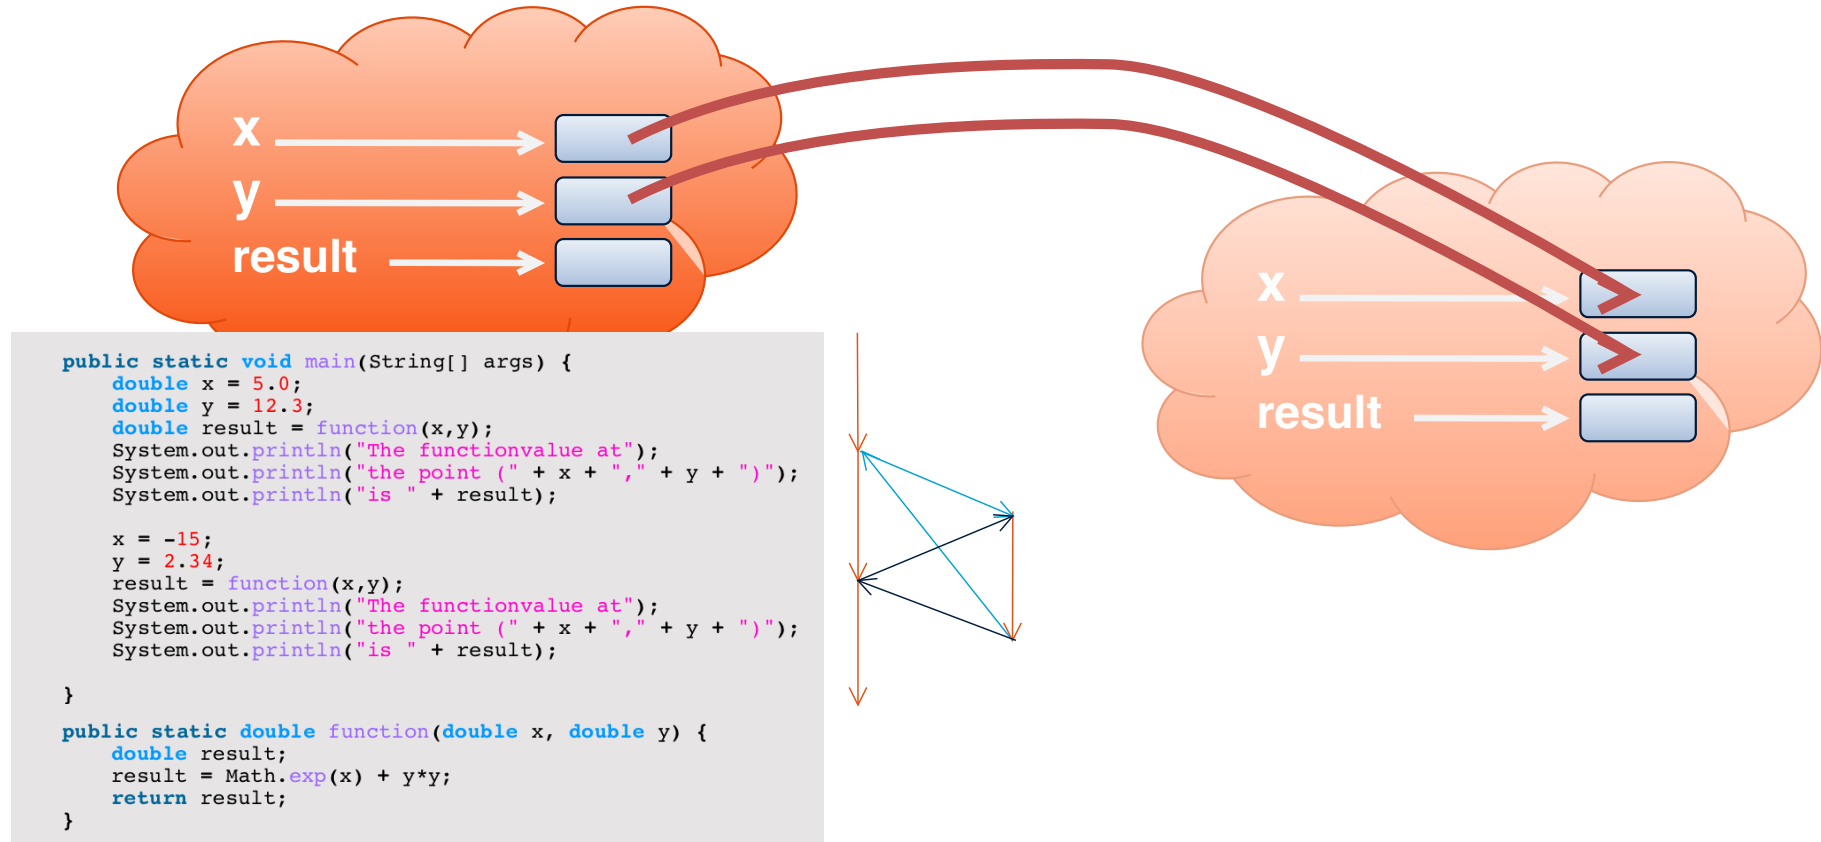 x
y
result
x
y
result
public static void main(String[] args) {
double x = 5.0;
double y = 12.3;
double result = function(x,y);
System.out.println("The functionvalue at");
System.out.println("the point (" + x + "," + y + ")");
System.out.println("is " + result);
x = -15;
y = 2.34;
result = function(x,y);
System.out.println("The functionvalue at");
System.out.println("the point (" + x + "," + y + ")");
System.out.println("is " + result);
}
public static double function(double x, double y) {
double result;
result = Math.exp(x) + y*y;
return result;
}